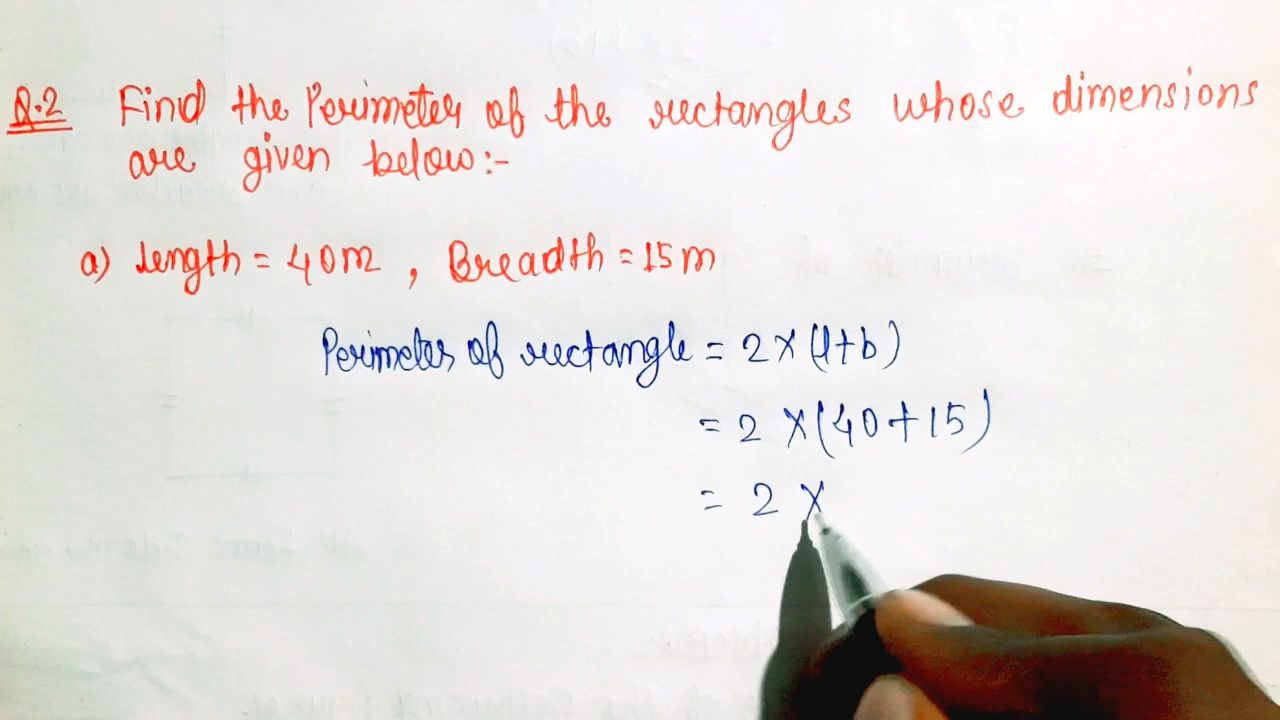 Q.2 Find the Perimeter of the rectangles whose dimensions
are given below:-
a) length = 40m , Breadth = 15m
Perimeter of rectangle = 2 × (l+b)
= 2 × (40+15)
= 2 ×